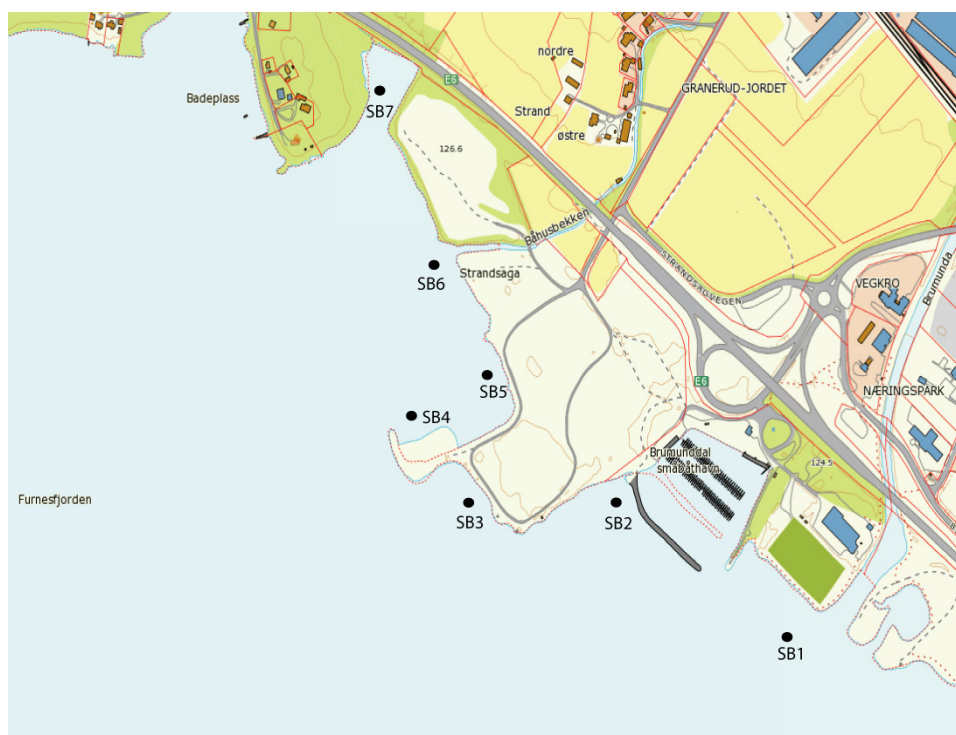 nordre
E6
GRANERUD-JORDET
Badeplass
SB7
Strand
østre
126.6
Båhusbekken
STRANDSAGVEGEN
Strandsaga
SB6
VEGKRO
Brumunda
SB5
E6
NÆRINGSPARK
SB4
Brumunddal
småbåthavn
124.5
Furnesfjorden
SB3
SB2
SB1